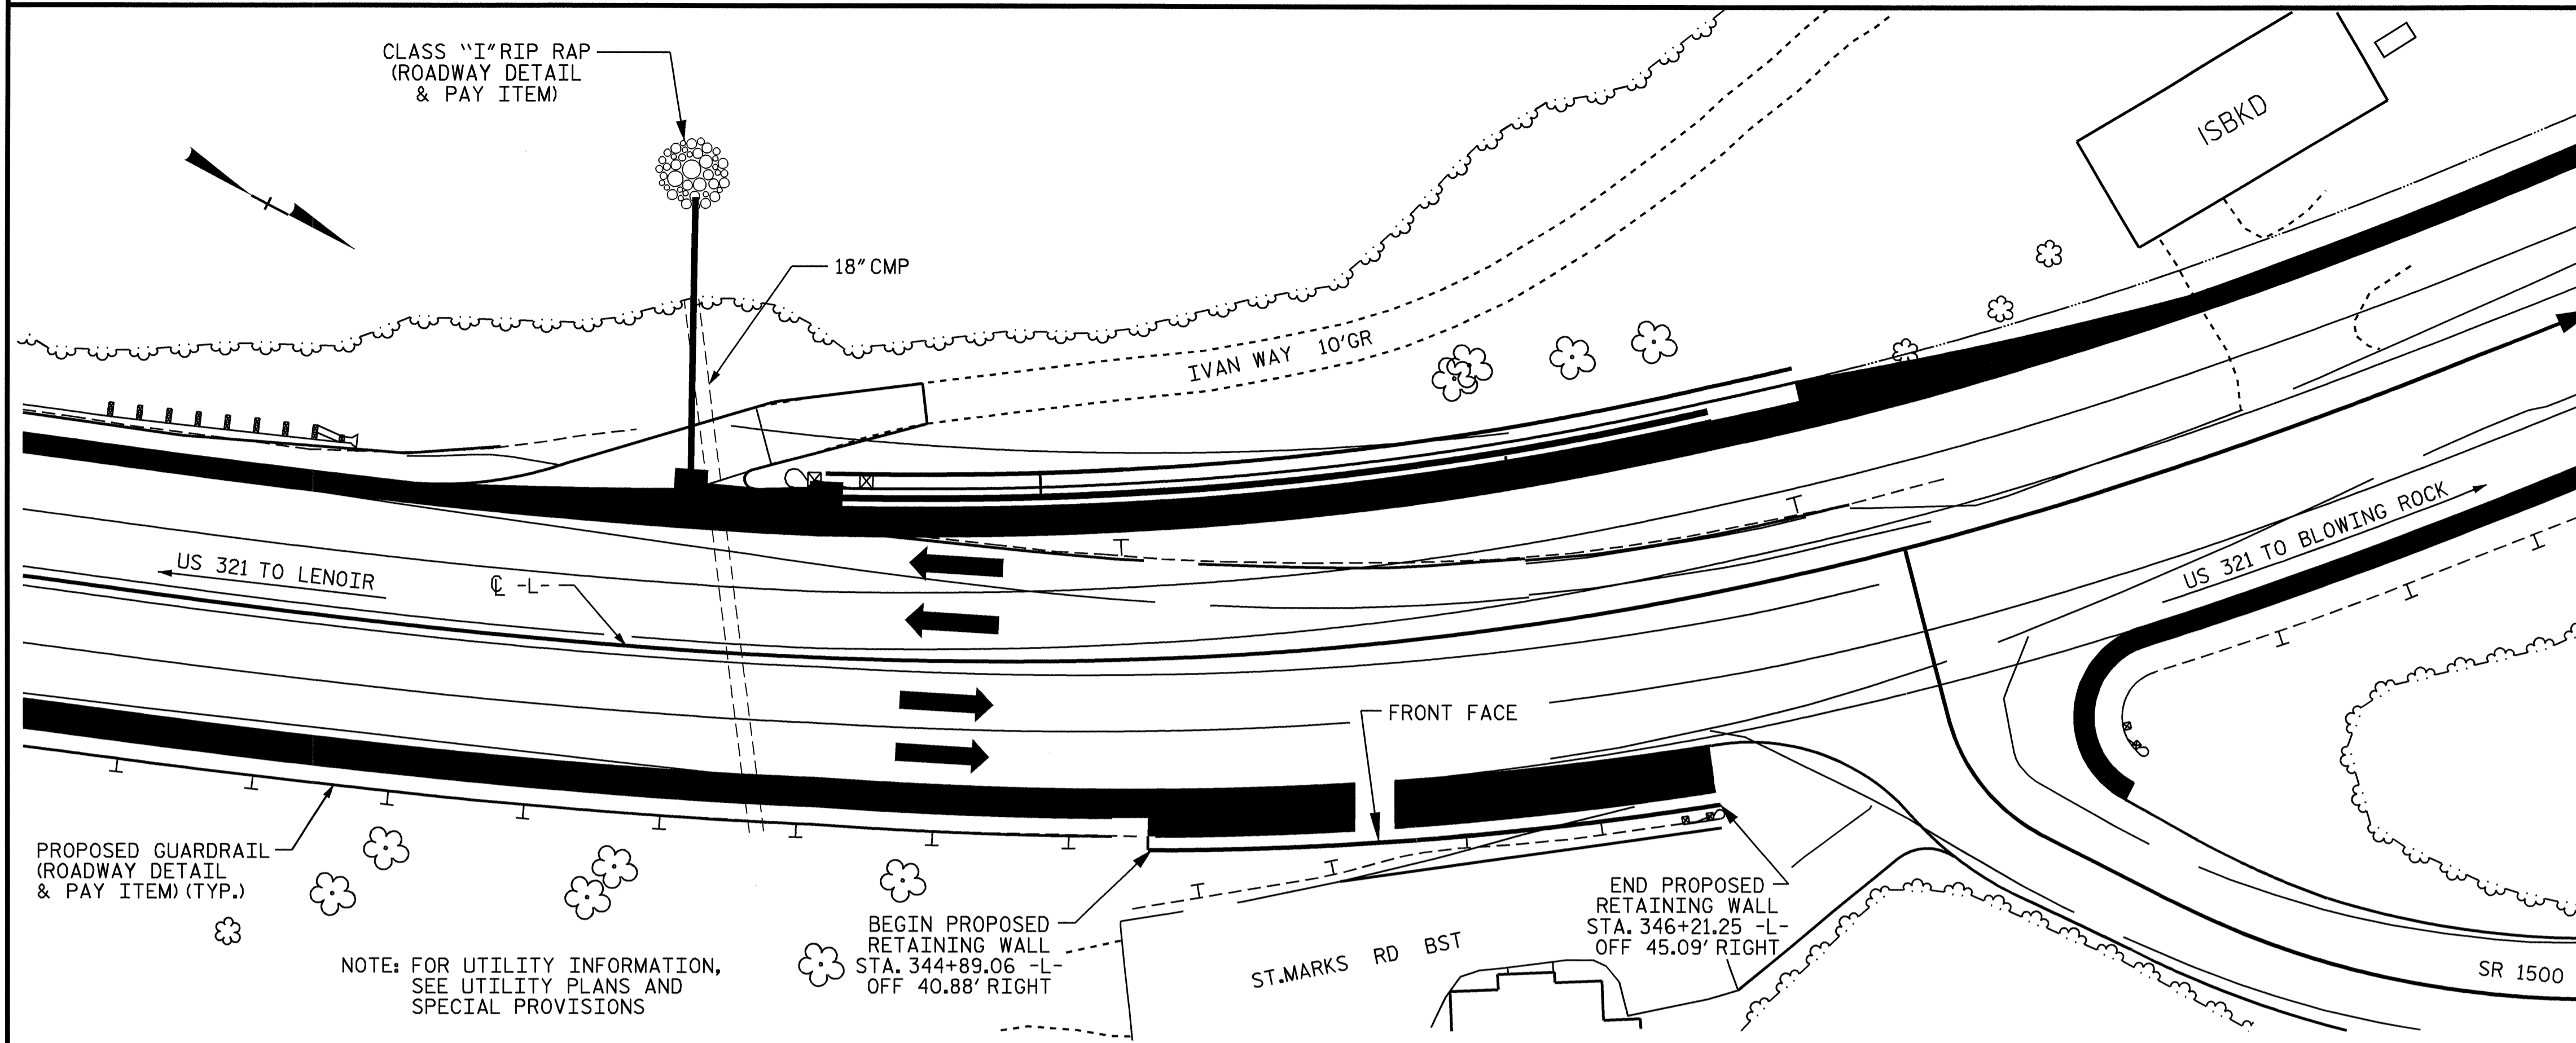 CLASS "I" RIP RAP
(ROADWAY DETAIL
& PAY ITEM)
18" CMP
ISBKD
IVAN WAY 10'GR
US 321 TO LENOIR
℄ -L-
US 321 TO BLOWING ROCK
FRONT FACE
PROPOSED GUARDRAIL
(ROADWAY DETAIL
& PAY ITEM) (TYP.)
NOTE: FOR UTILITY INFORMATION,
SEE UTILITY PLANS AND
SPECIAL PROVISIONS
BEGIN PROPOSED
RETAINING WALL
STA. 344+89.06 -L-
OFF 40.88' RIGHT
ST.MARKS RD BST
END PROPOSED
RETAINING WALL
STA. 346+21.25 -L-
OFF 45.09' RIGHT
SR 1500